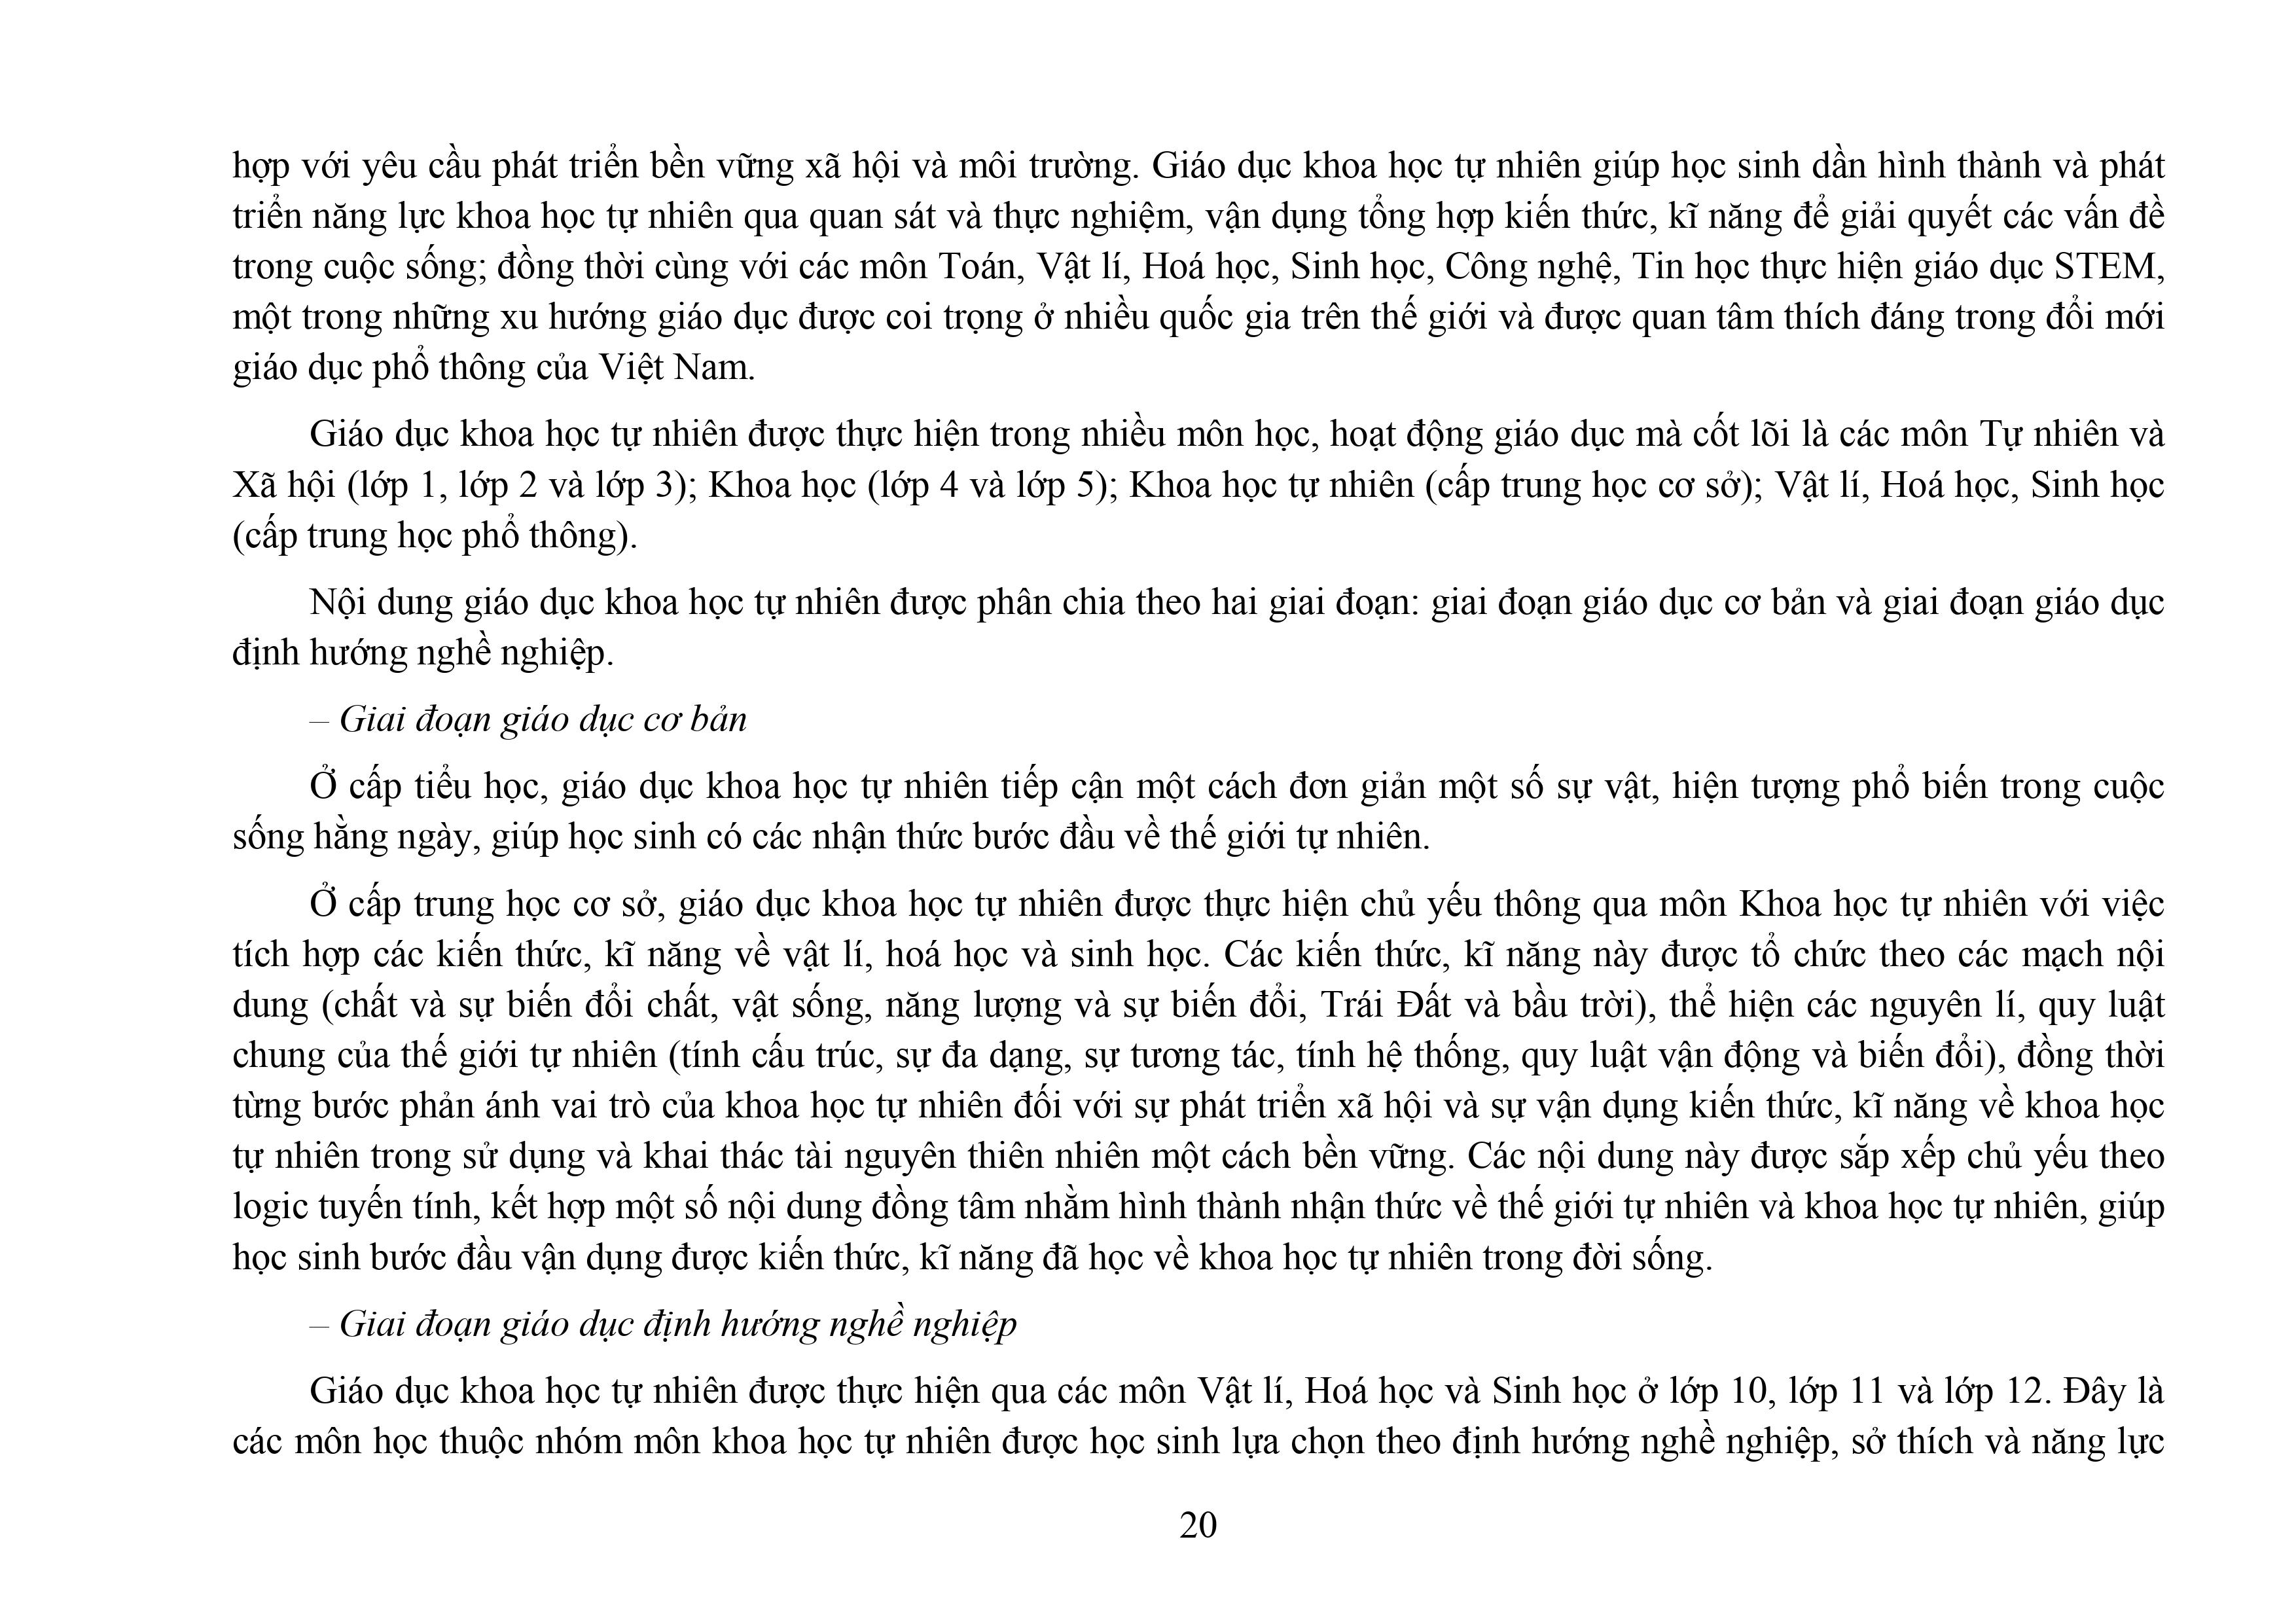 hợp với yêu cầu phát triển bền vững xã hội và môi trường. Giáo dục khoa học tự nhiên giúp học sinh dần hình thành và phát
triển năng lực khoa học tự nhiên qua quan sát và thực nghiệm, vận dụng tổng hợp kiến thức, kĩ năng để giải quyết các vấn đề
trong cuộc sống; đồng thời cùng với các môn Toán, Vật lí, Hoá học, Sinh học, Công nghệ, Tin học thực hiện giáo dục STEM,
một trong những xu hướng giáo dục được coi trọng ở nhiều quốc gia trên thế giới và được quan tâm thích đáng trong đổi mới
giáo dục phổ thông của Việt Nam.
Giáo dục khoa học tự nhiên được thực hiện trong nhiều môn học, hoạt động giáo dục mà cốt lõi là các môn Tự nhiên và
Xã hội (lớp 1, lớp 2 và lớp 3); Khoa học (lớp 4 và lớp 5); Khoa học tự nhiên (cấp trung học cơ sở); Vật lí, Hoá học, Sinh học
(cấp trung học phổ thông).
Nội dung giáo dục khoa học tự nhiên được phân chia theo hai giai đoạn: giai đoạn giáo dục cơ bản và giai đoạn giáo dục
định hướng nghề nghiệp.
– Giai đoạn giáo dục cơ bản
Ở cấp tiểu học, giáo dục khoa học tự nhiên tiếp cận một cách đơn giản một số sự vật, hiện tượng phổ biến trong cuộc
sống hằng ngày, giúp học sinh có các nhận thức bước đầu về thế giới tự nhiên.
Ở cấp trung học cơ sở, giáo dục khoa học tự nhiên được thực hiện chủ yếu thông qua môn Khoa học tự nhiên với việc
tích hợp các kiến thức, kĩ năng về vật lí, hoá học và sinh học. Các kiến thức, kĩ năng này được tổ chức theo các mạch nội
dung (chất và sự biến đổi chất, vật sống, năng lượng và sự biến đổi, Trái Đất và bầu trời), thể hiện các nguyên lí, quy luật
chung của thế giới tự nhiên (tính cấu trúc, sự đa dạng, sự tương tác, tính hệ thống, quy luật vận động và biến đổi), đồng thời
từng bước phản ánh vai trò của khoa học tự nhiên đối với sự phát triển xã hội và sự vận dụng kiến thức, kĩ năng về khoa học
tự nhiên trong sử dụng và khai thác tài nguyên thiên nhiên một cách bền vững. Các nội dung này được sắp xếp chủ yếu theo
logic tuyến tính, kết hợp một số nội dung đồng tâm nhằm hình thành nhận thức về thế giới tự nhiên và khoa học tự nhiên, giúp
học sinh bước đầu vận dụng được kiến thức, kĩ năng đã học về khoa học tự nhiên trong đời sống.
– Giai đoạn giáo dục định hướng nghề nghiệp
Giáo dục khoa học tự nhiên được thực hiện qua các môn Vật lí, Hoá học và Sinh học ở lớp 10, lớp 11 và lớp 12. Đây là
các môn học thuộc nhóm môn khoa học tự nhiên được học sinh lựa chọn theo định hướng nghề nghiệp, sở thích và năng lực
20